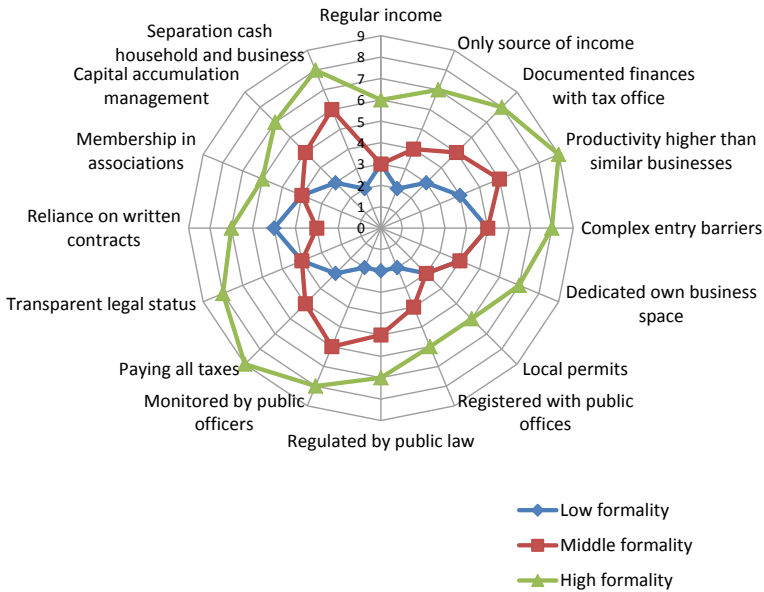 Regular income
Only source of income
Documented finances
with tax office
Productivity higher than
similar businesses
Complex entry barriers
Dedicated own business
space
Local permits
Registered with public
offices
Regulated by public law
Monitored by public
officers
Paying all taxes
Transparent legal status
Reliance on written
contracts
Membership in
associations
Capital accumulation
management
Separation cash
household and business
9
8
7
6
5
4
3
2
1
0
Low formality
Middle formality
High formality